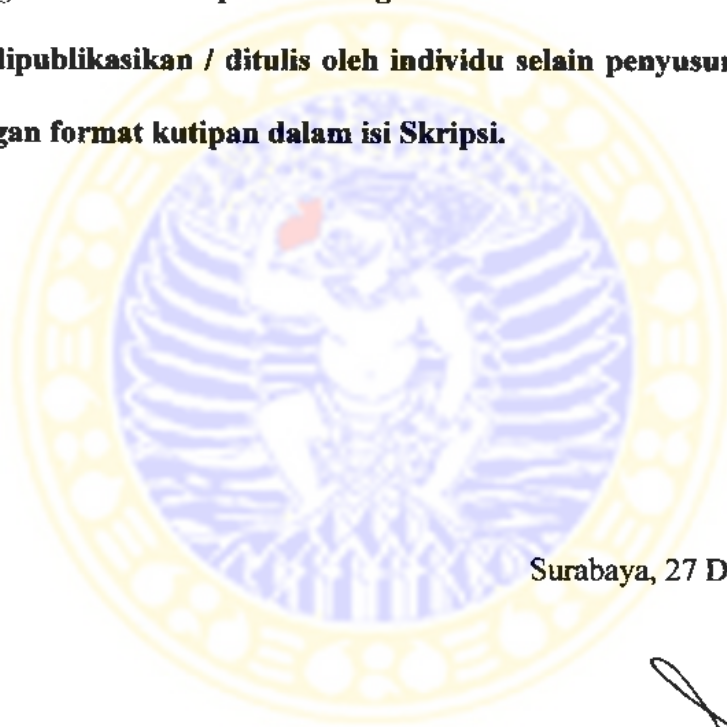 dipublikasikan / ditulis oleh individu selain penyusun
gan format kutipan dalam isi Skripsi.
Surabaya, 27 D